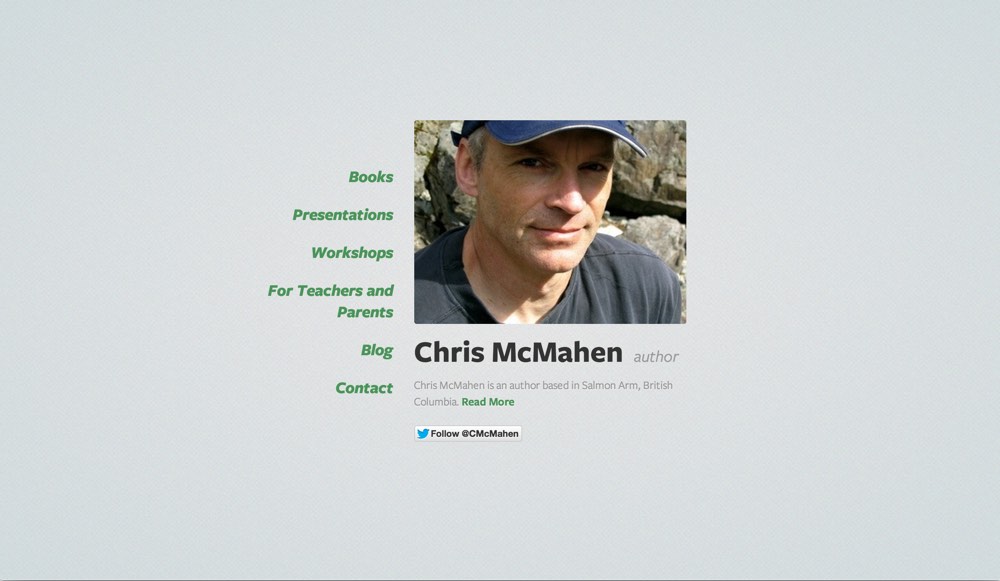 Books
Presentations
Workshops
For Teachers and
Parents
Blog
Contact
Chris McMahen author
Chris McMahen is an author based in Salmon Arm, British
Columbia. Read More
Follow @CMcMahen